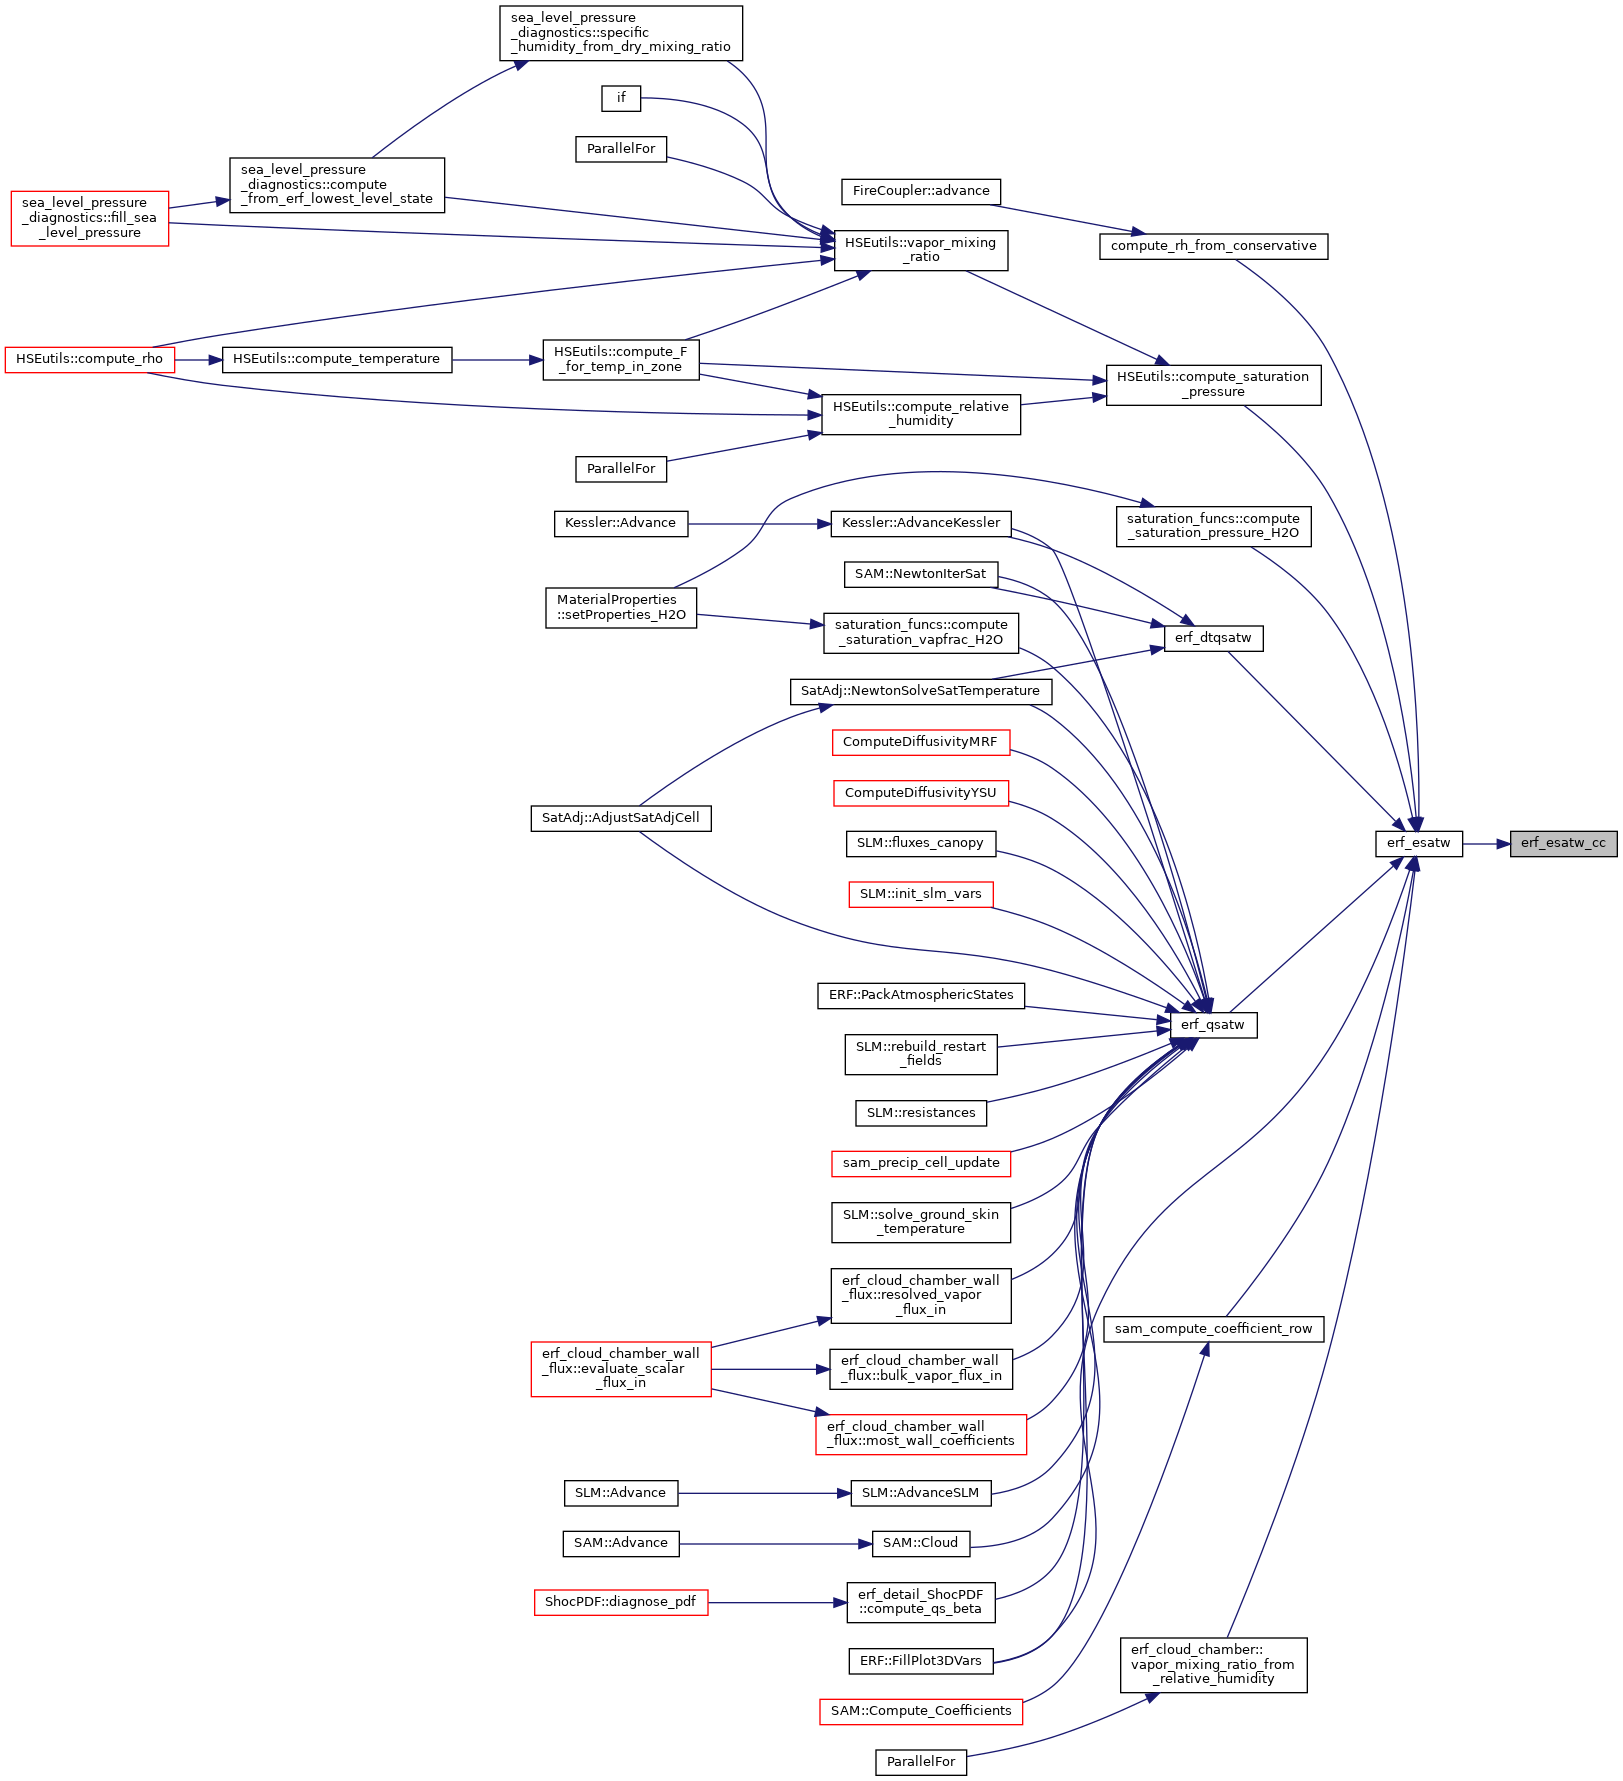 sea_level_pressure
_diagnostics::specific
_humidity_from_dry_mixing_ratio
if
ParallelFor
sea_level_pressure
_diagnostics::compute
_from_erf_lowest_level_state
sea_level_pressure
_diagnostics::fill_sea
_level_pressure
FireCoupler::advance
HSEutils::vapor_mixing
_ratio
compute_rh_from_conservative
HSEutils::compute_rho
HSEutils::compute_temperature
HSEutils::compute_F
_for_temp_in_zone
HSEutils::compute_saturation
_pressure
HSEutils::compute_relative
_humidity
ParallelFor
Kessler::Advance
Kessler::AdvanceKessler
saturation_funcs::compute
_saturation_pressure_H2O
SAM::NewtonIterSat
MaterialProperties
::setProperties_H2O
saturation_funcs::compute
_saturation_vapfrac_H2O
erf_dtqsatw
SatAdj::NewtonSolveSatTemperature
ComputeDiffusivityMRF
ComputeDiffusivityYSU
SatAdj::AdjustSatAdjCell
SLM::fluxes_canopy
erf_esatw
erf_esatw_cc
SLM::init_slm_vars
ERF::PackAtmosphericStates
erf_qsatw
SLM::rebuild_restart
_fields
SLM::resistances
sam_precip_cell_update
SLM::solve_ground_skin
_temperature
erf_cloud_chamber_wall
_flux::resolved_vapor
_flux_in
sam_compute_coefficient_row
erf_cloud_chamber_wall
_flux::evaluate_scalar
_flux_in
erf_cloud_chamber_wall
_flux::bulk_vapor_flux_in
erf_cloud_chamber_wall
_flux::most_wall_coefficients
SLM::Advance
SLM::AdvanceSLM
SAM::Advance
SAM::Cloud
ShocPDF::diagnose_pdf
erf_detail_ShocPDF
::compute_qs_beta
ERF::FillPlot3DVars
erf_cloud_chamber::
vapor_mixing_ratio_from
_relative_humidity
SAM::Compute_Coefficients
ParallelFor